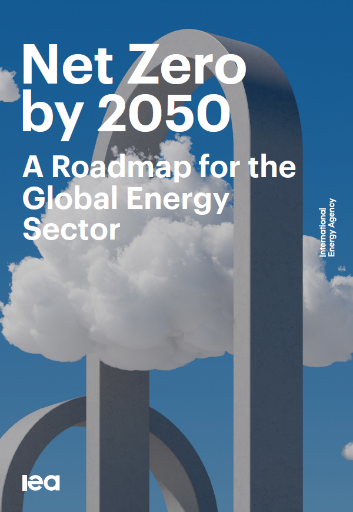 Net Zero
by 2050
A Roadmap for the
Global Energy
Sector
International
Energy Agency
iea